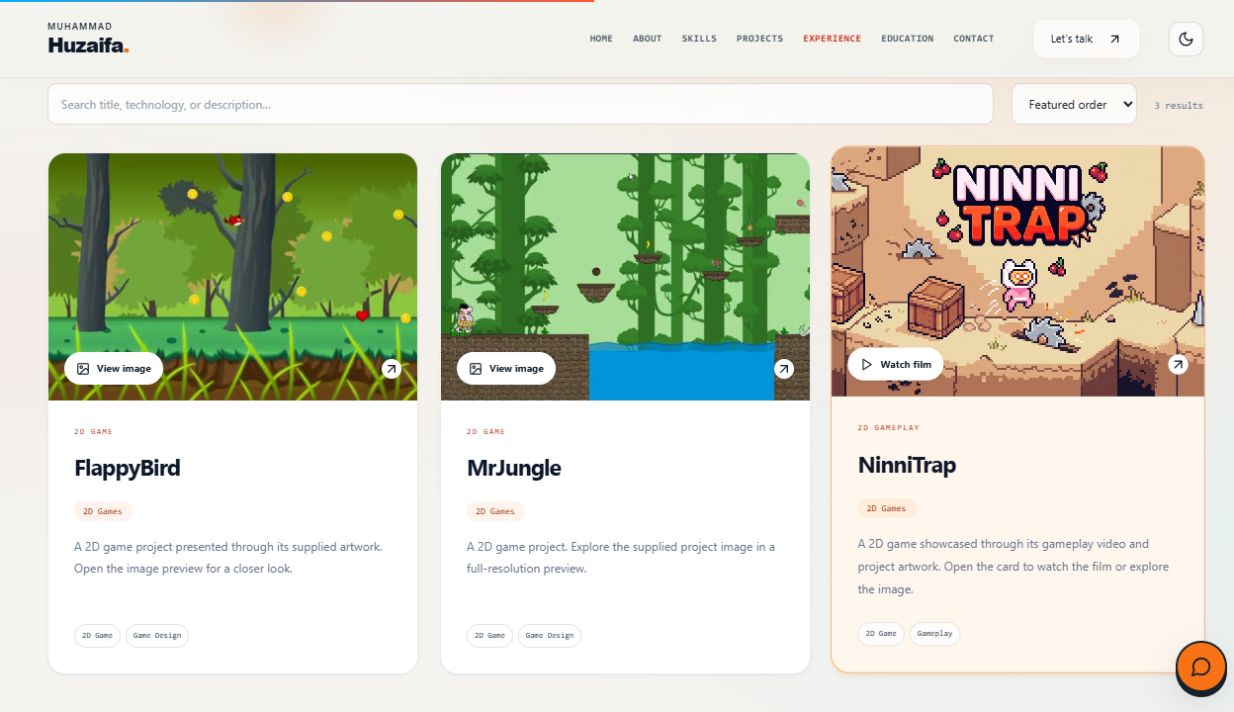 MUHAMMAD
Huzaifa.
HOME ABOUT SKILLS PROJECTS EXPERIENCE EDUCATION CONTACT
Let's talk
Search title, technology, or description...
Featured order
3 results
View image
2D GAME
FlappyBird
2D Games
A 2D game project presented through its supplied artwork.
Open the image preview for a closer look.
2D Game Game Design
View image
2D GAME
MrJungle
2D Games
A 2D game project. Explore the supplied project image in a
full-resolution preview.
2D Game Game Design
NINNI
TRAP
Watch film
2D GAMEPLAY
NinniTrap
2D Games
A 2D game showcased through its gameplay video and
project artwork. Open the card to watch the film or explore
the image.
2D Game Gameplay